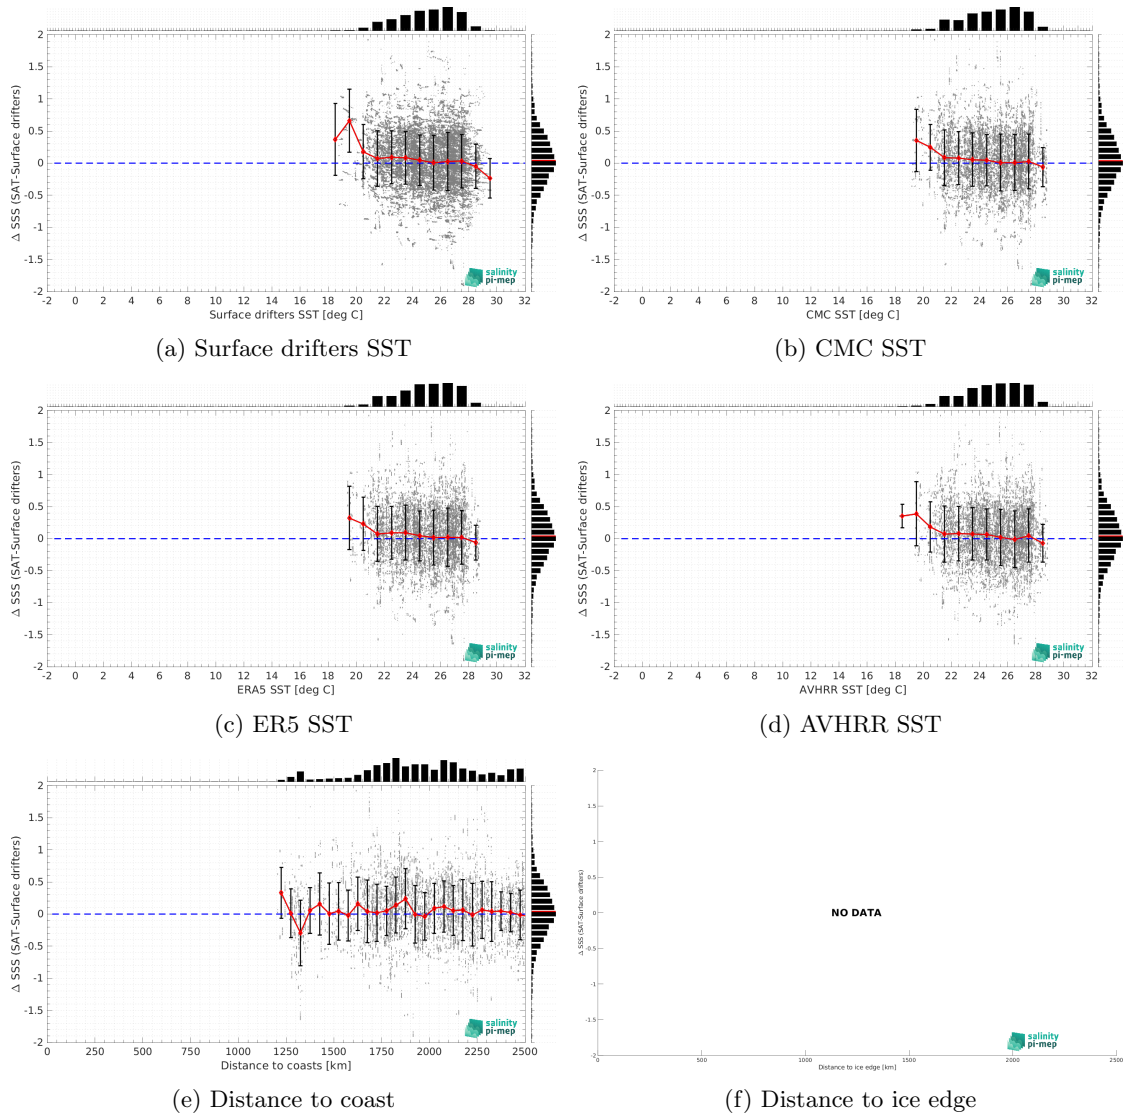 2
1.5
1
0.5
0
-0.5
-1
-1.5
-2
Δ SSS (SAT-Surface drifters)
salinity
pi-mep
-2 0 2 4 6 8 10 12 14 16 18 20 22 24 26 28 30 32
Surface drifters SST [deg C]
(a) Surface drifters SST
2
1.5
1
0.5
0
-0.5
-1
-1.5
-2
Δ SSS (SAT-Surface drifters)
salinity
pi-mep
-2 0 2 4 6 8 10 12 14 16 18 20 22 24 26 28 30 32
CMC SST [deg C]
(b) CMC SST
2
1.5
1
0.5
0
-0.5
-1
-1.5
-2
Δ SSS (SAT-Surface drifters)
salinity
pi-mep
-2 0 2 4 6 8 10 12 14 16 18 20 22 24 26 28 30 32
ERA5 SST [deg C]
(c) ER5 SST
2
1.5
1
0.5
0
-0.5
-1
-1.5
-2
Δ SSS (SAT-Surface drifters)
salinity
pi-mep
-2 0 2 4 6 8 10 12 14 16 18 20 22 24 26 28 30 32
AVHRR SST [deg C]
(d) AVHRR SST
2
1.5
1
0.5
0
-0.5
-1
-1.5
-2
Δ SSS (SAT-Surface drifters)
salinity
pi-mep
0 250 500 750 1000 1250 1500 1750 2000 2250 2500
Distance to coasts [km]
(e) Distance to coast
2
1.5
1
0.5
0
-0.5
-1
-1.5
-2
Δ SSS (SAT-Surface drifters)
NO DATA
salinity
pi-mep
0 500 1000 1500 2000 2500
Distance to ice edge [km]
(f) Distance to ice edge